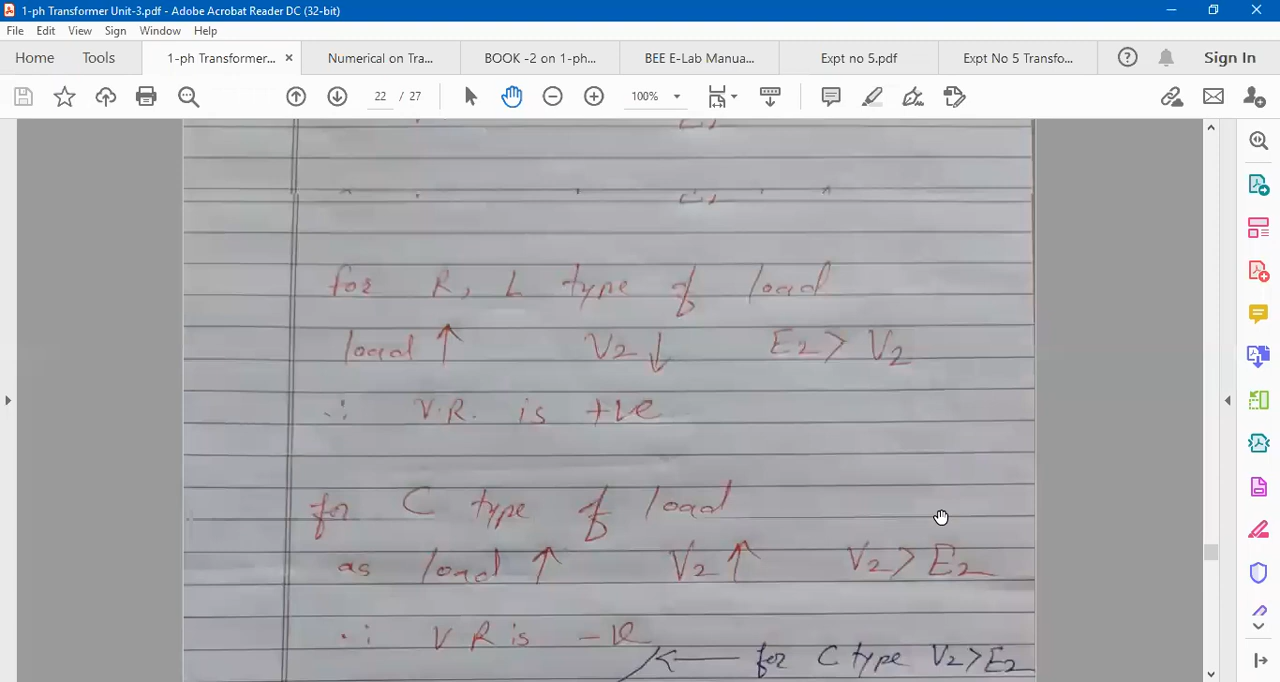 1-ph Transformer Unit-3.pdf - Adobe Acrobat Reader DC (32-bit)
File Edit View Sign Window Help
Home Tools 1-ph Transformer... × Numerical on Tra... BOOK -2 on 1-ph... BEE E-Lab Manua... Expt no 5.pdf Expt No 5 Transfo... Sign In
22 / 27 100%
for R, L type of load
load ↑ V2 ↓ E2 > V2
∴ V.R. is +ve
for C type of load
as load ↑ V2 ↑ V2 > E2
∴ V R is -ve
← for C type V2 > E2